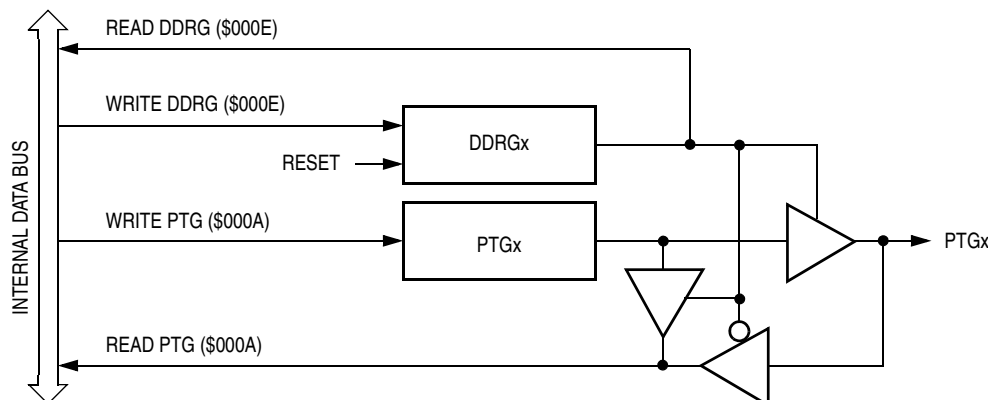 READ DDRG ($000E)
WRITE DDRG ($000E)
DDRGx
RESET
INTERNAL DATA BUS
WRITE PTG ($000A)
PTGx
PTGx
READ PTG ($000A)